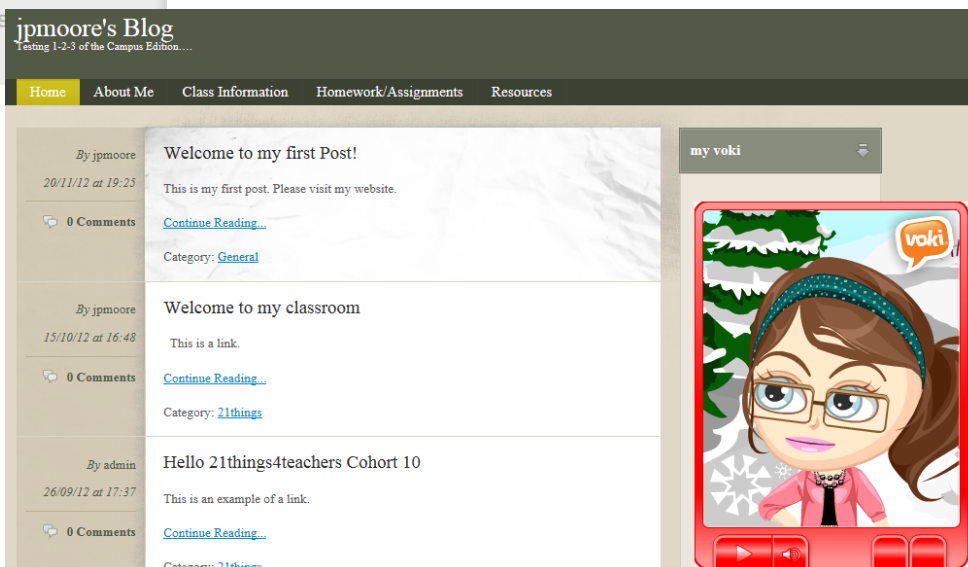 jpmoore's Blog
Testing 1-2-3 of the Campus Edition....
Home About Me Class Information Homework/Assignments Resources
By jpmoore
20/11/12 at 19:25
0 Comments
Welcome to my first Post!
This is my first post. Please visit my website.
Continue Reading...
Category: General
By jpmoore
15/10/12 at 16:48
0 Comments
Welcome to my classroom
This is a link.
Continue Reading...
Category: 21things
By admin
26/09/12 at 17:37
0 Comments
Hello 21things4teachers Cohort 10
This is an example of a link.
Continue Reading...
Category: 21things
my voki
voki